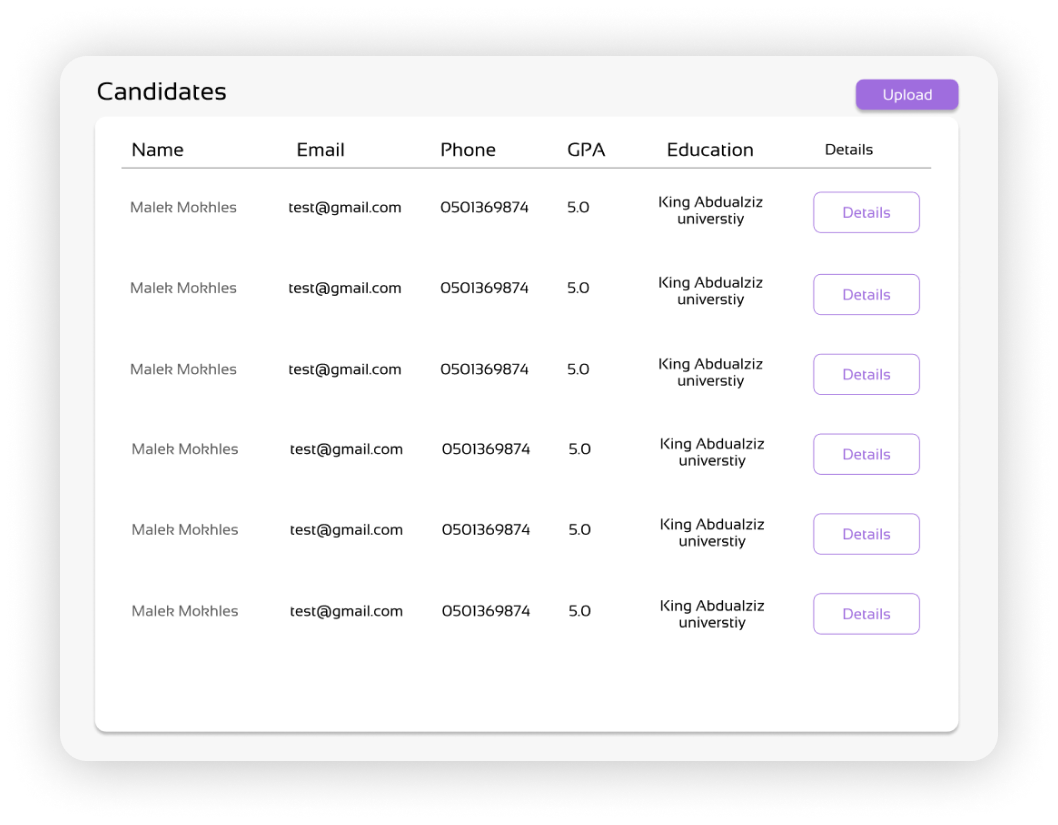 Candidates
Upload
Name Email Phone GPA Education Details
Malek Mokhles test@gmail.com 0501369874 5.0 King Abdualziz
universtiy
Details
Malek Mokhles test@gmail.com 0501369874 5.0 King Abdualziz
universtiy
Details
Malek Mokhles test@gmail.com 0501369874 5.0 King Abdualziz
universtiy
Details
Malek Mokhles test@gmail.com 0501369874 5.0 King Abdualziz
universtiy
Details
Malek Mokhles test@gmail.com 0501369874 5.0 King Abdualziz
universtiy
Details
Malek Mokhles test@gmail.com 0501369874 5.0 King Abdualziz
universtiy
Details